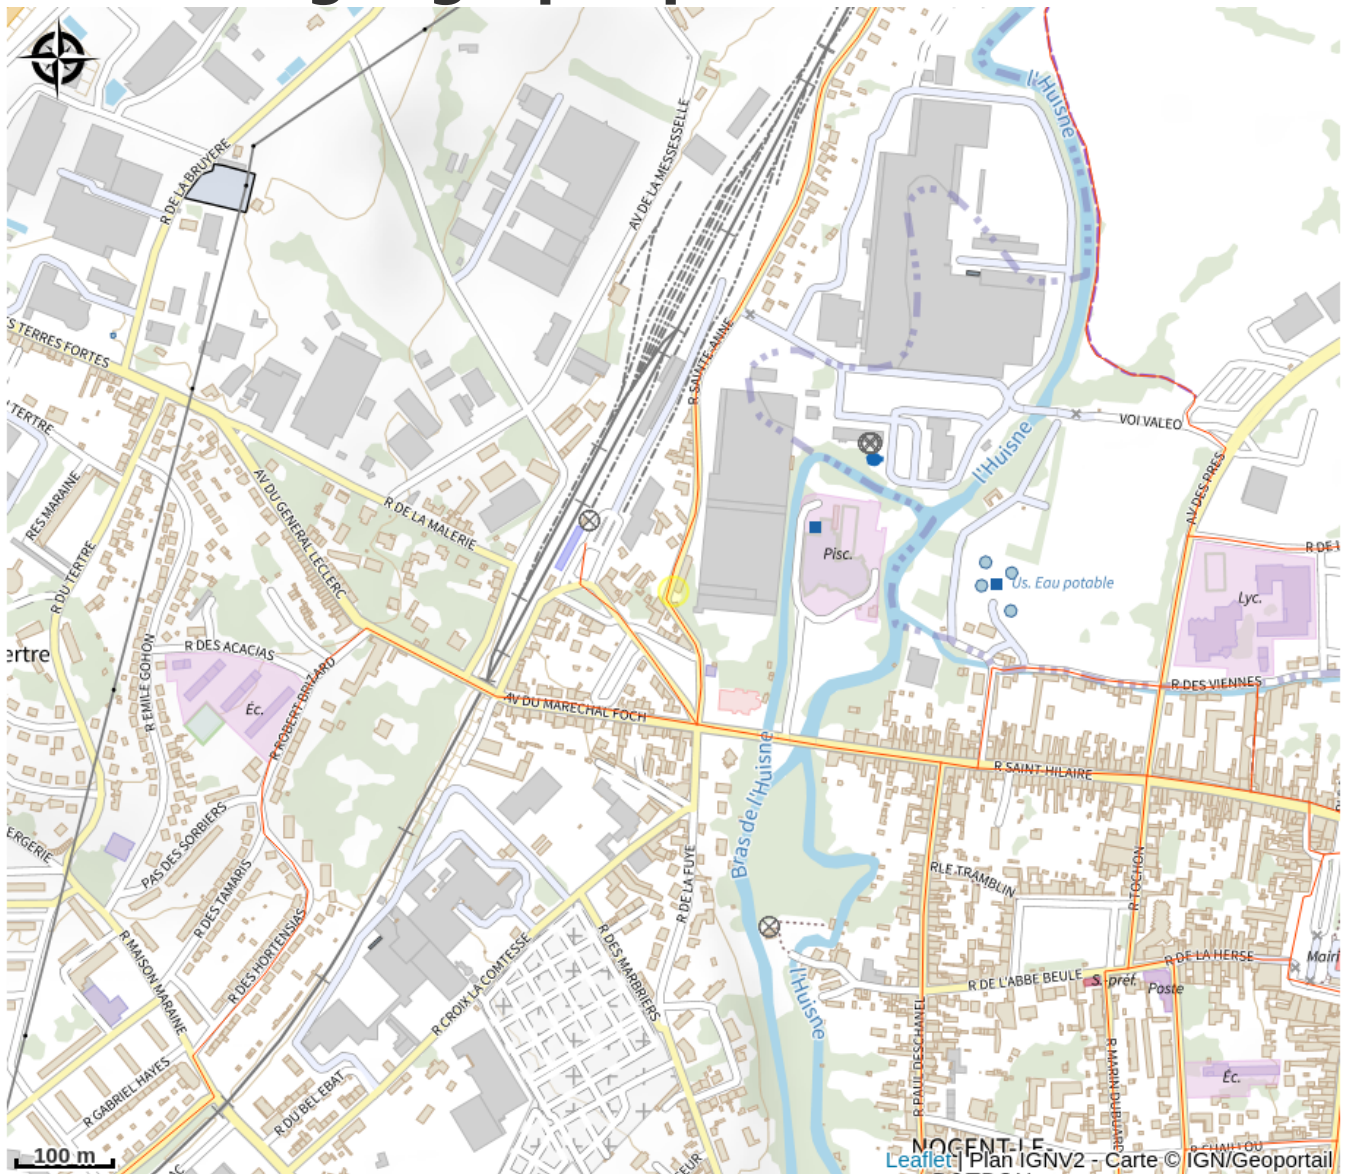 l'Huisne
R DE LA BRUYERE
AV DE LA MESSESSELLE
S TERRES FORTES
R SAINTE-ANNE
TERTRE
VOI VALEO
l'Huisne
AV DU GENERAL LECLERC
RES MARAINE
R DE LA MALERIE
AV DES PRES
R DU TERTRE
Pisc.
R DE L
Us. Eau potable
Lyc.
ertre
R DES ACACIAS
R EMILE GOHON
R ROBERT BRIZARD
R DES VIENNES
Éc.
AV DU MARECHAL FOCH
R SAINT HILAIRE
Bras de l'Huisne
ERGERIE
PAS DES SORBIERS
R DES TAMARIS
R DE LA FUYE
RLE TRAMBLIN
R TOCHON
R DES HORTENSIAS
R MAISON MARAINE
R CROIX LA COMTESSE
R DES MARBRIERS
R DE LA HERSE
Mairi
R DE L'ABBE BEULE
S.-préf.
Poste
l'Huisne
R PAUL DESCHANEL
R MARIN DUBUARD
R GABRIEL HAYES
R DU BEL EBAT
Éc.
NOGENT-LE-
R GUILLOU
100 m
Leaflet | Plan IGNV2 - Carte © IGN/Geoportail